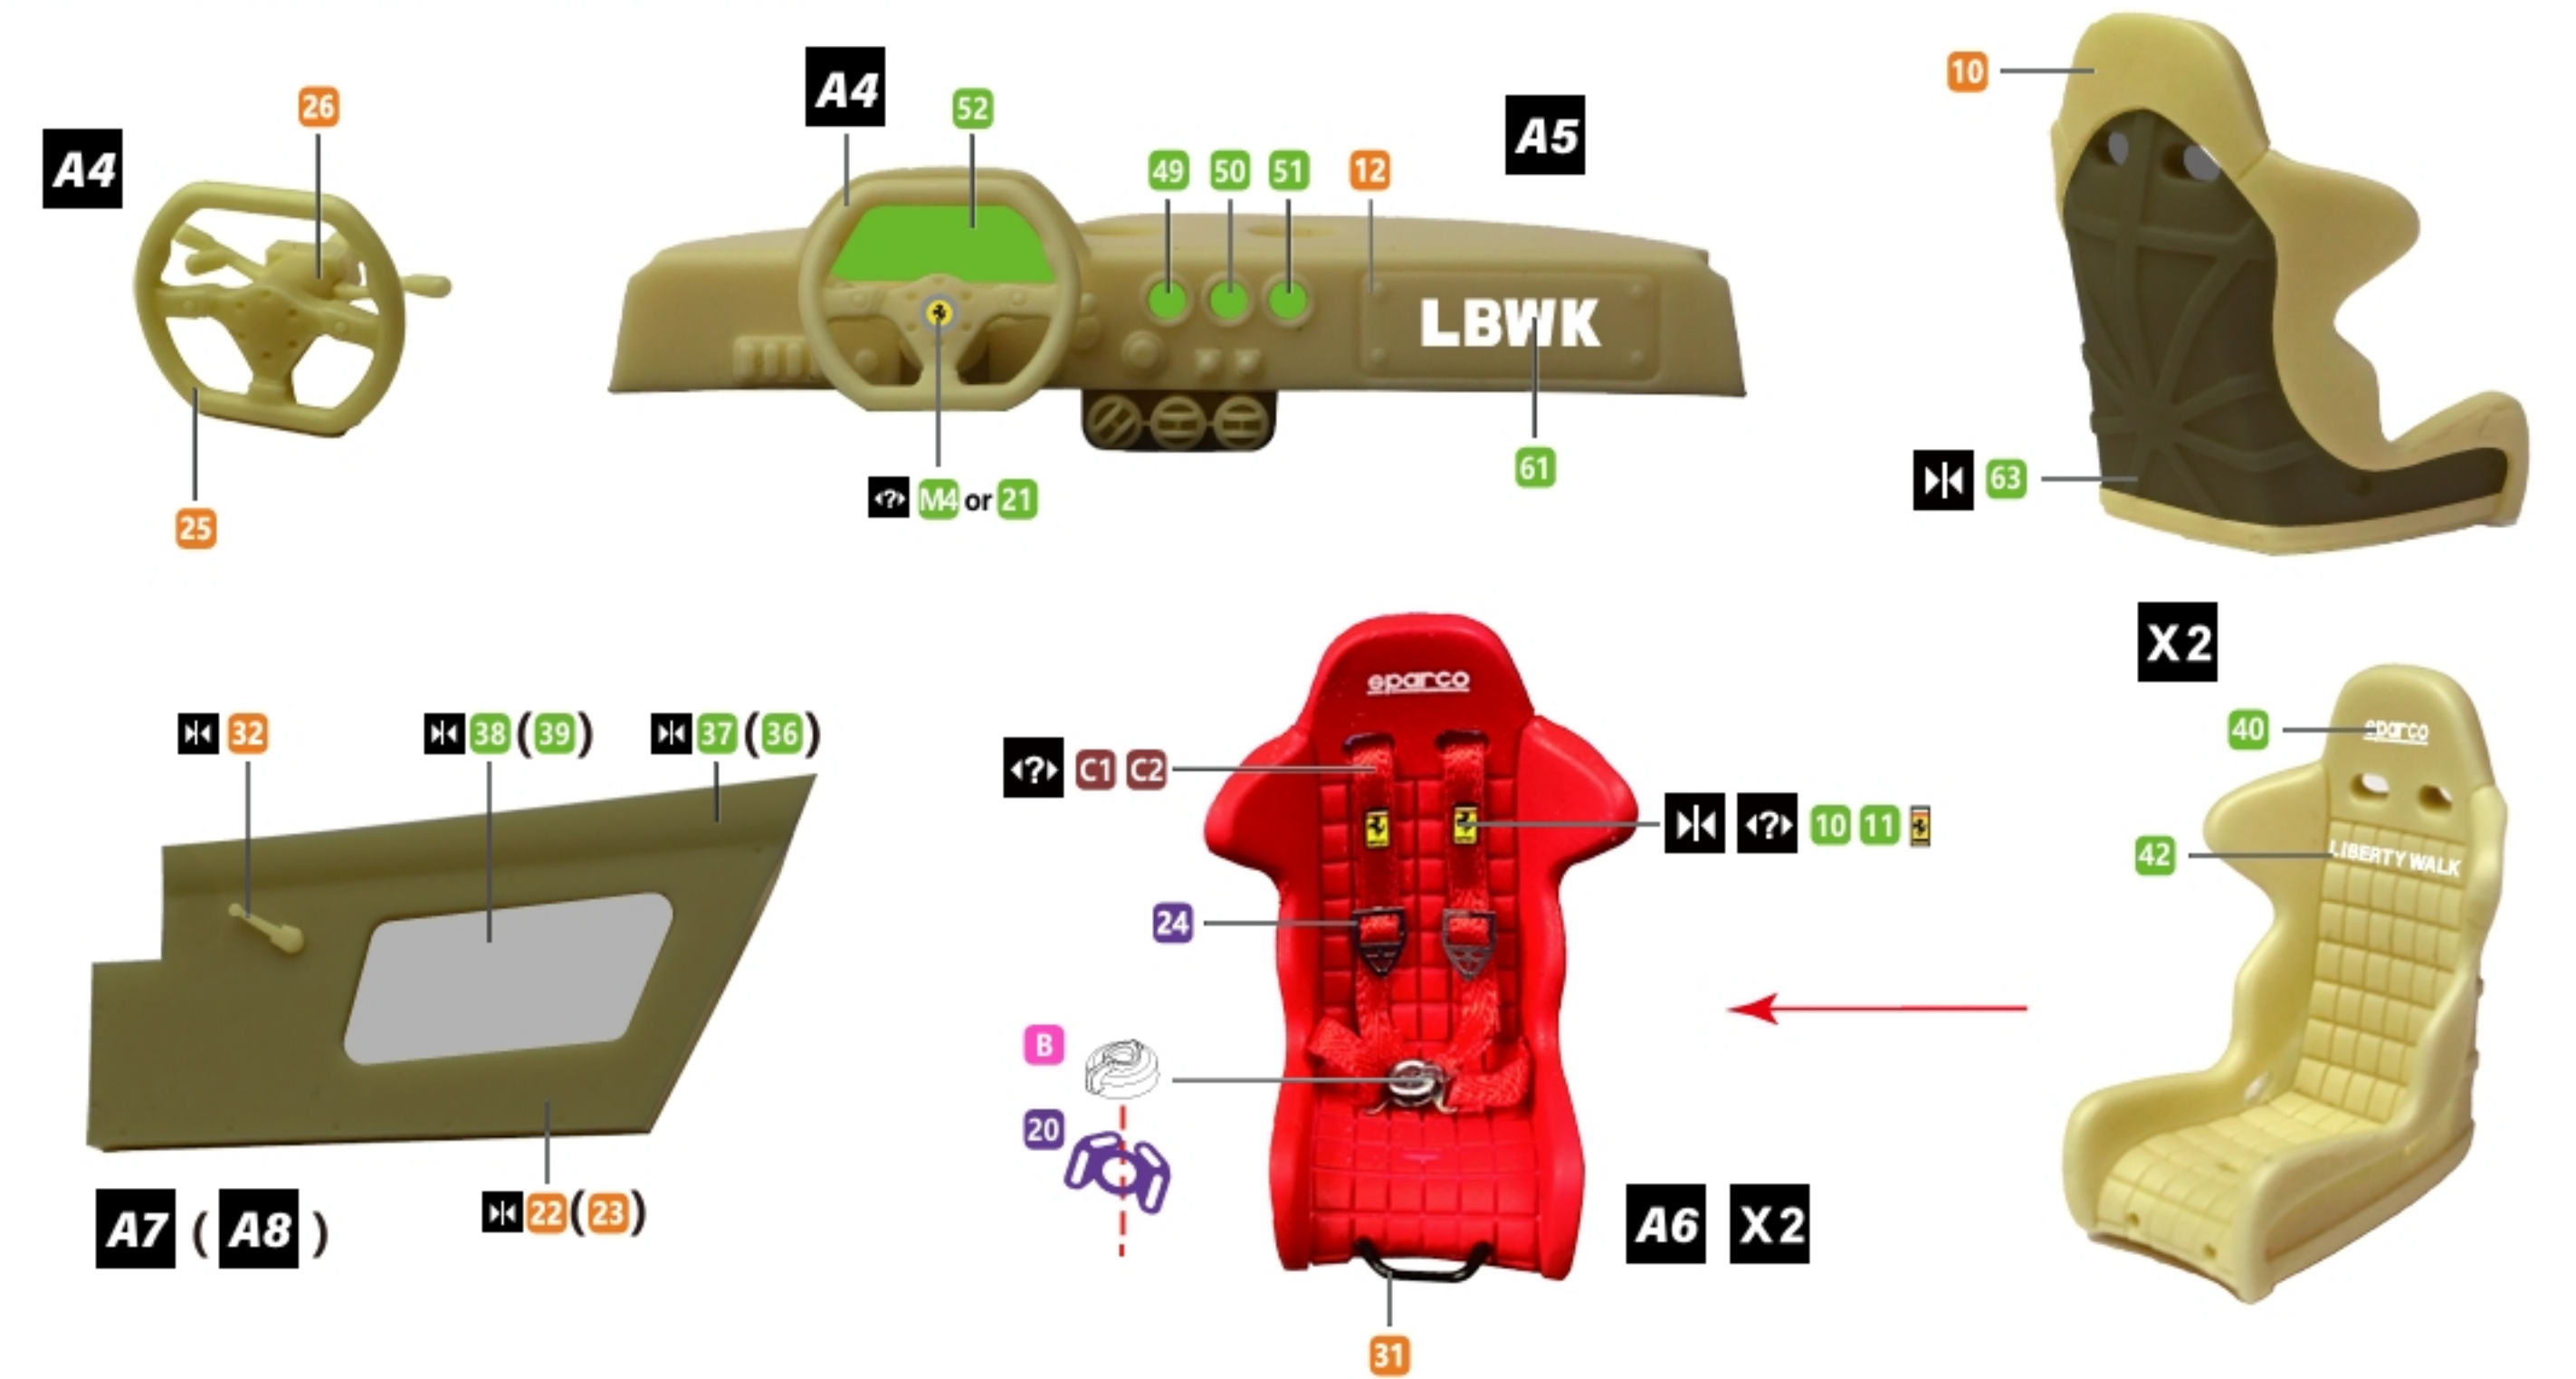 A4
26
25
A4
52
49
50
51
12
A5
LBWK
61
<?> M4 or 21
10
63
32
38 (39)
37 (36)
22 (23)
A7 (A8)
sparco
<?> C1 C2
<?> 10 11
24
B
20
31
A6 X2
X2
40
sparco
42
LIBERTY WALK